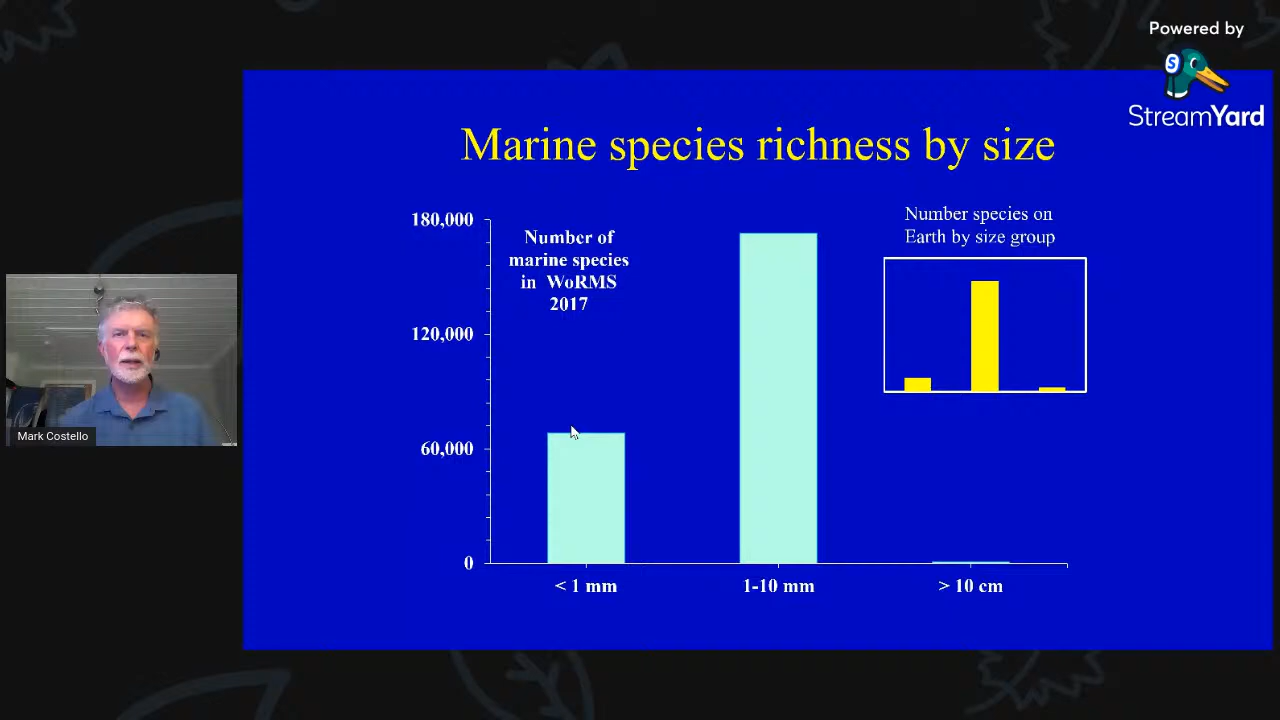 Powered by
StreamYard
Marine species richness by size
Number of
marine species
in WoRMS
2017
Number species on
Earth by size group
180,000
120,000
60,000
0
< 1 mm
1-10 mm
> 10 cm
Mark Costello